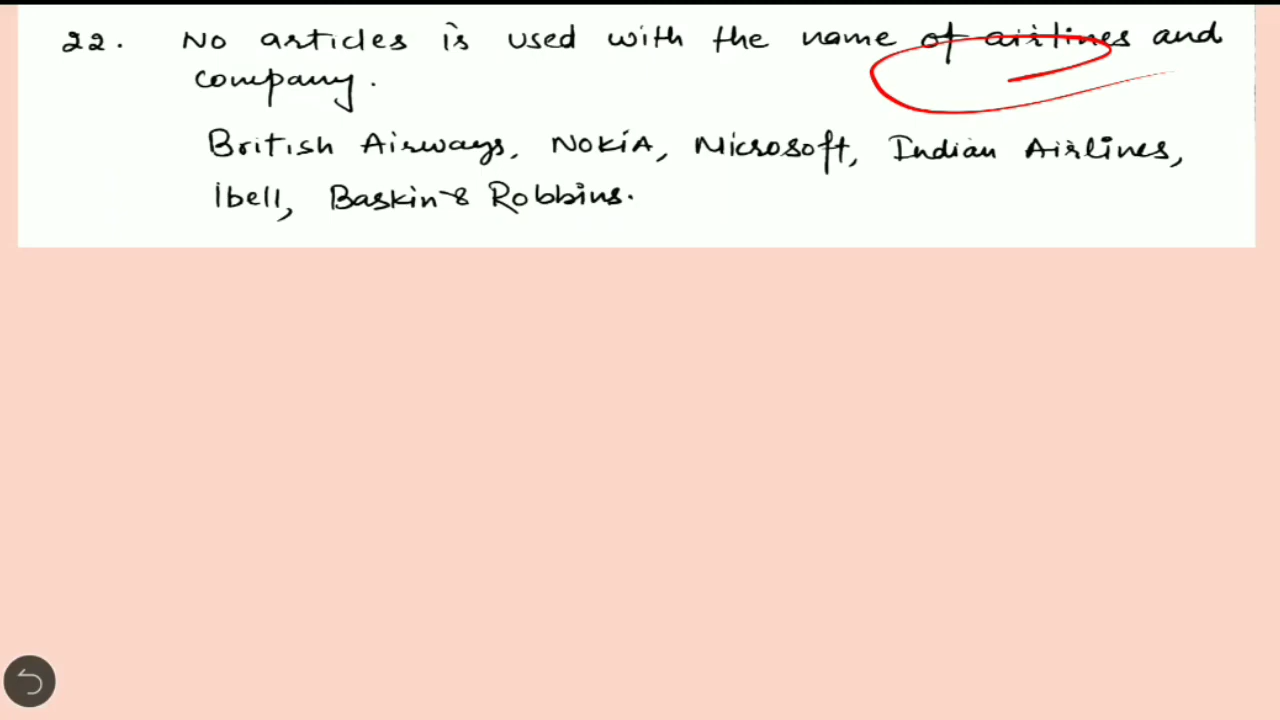 22. No articles is used with the name of airlines and
company.
British Airways, NOKIA, Microsoft, Indian Airlines,
Ibell, Baskin & Robbins.